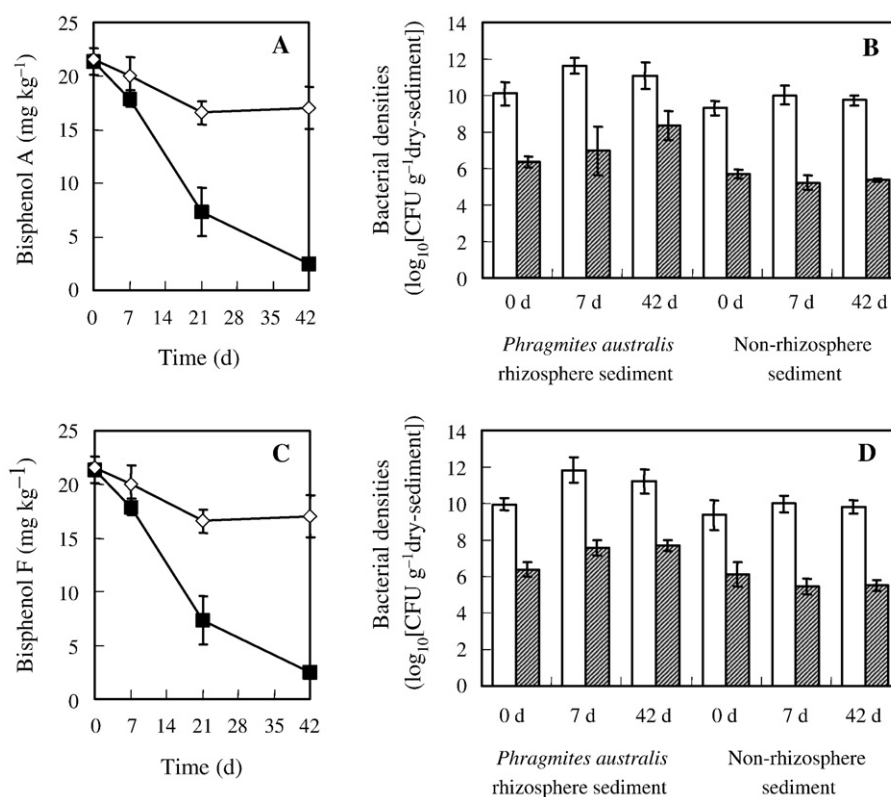 A
Bisphenol A (mg kg⁻¹)
25
20
15
10
5
0
0 7 14 21 28 35 42
Time (d)
B
Bacterial densities
(log₁₀[CFU g⁻¹dry-sediment])
14
12
10
8
6
4
2
0
0 d 7 d 42 d 0 d 7 d 42 d
Phragmites australis
rhizosphere sediment
Non-rhizosphere
sediment
C
Bisphenol F (mg kg⁻¹)
25
20
15
10
5
0
0 7 14 21 28 35 42
Time (d)
D
Bacterial densities
(log₁₀[CFU g⁻¹dry-sediment])
14
12
10
8
6
4
2
0
0 d 7 d 42 d 0 d 7 d 42 d
Phragmites australis
rhizosphere sediment
Non-rhizosphere
sediment